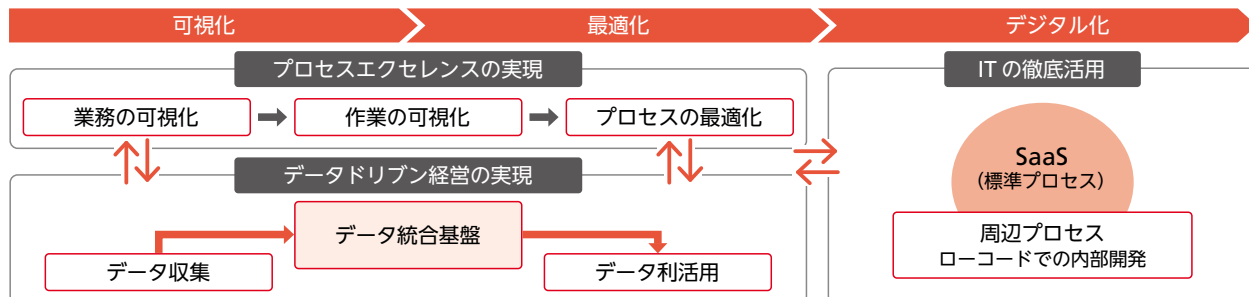 可視化
最適化
デジタル化
プロセスエクセレンスの実現
業務の可視化
作業の可視化
プロセスの最適化
データドリブン経営の実現
データ収集
データ統合基盤
データ利活用
IT の徹底活用
SaaS
(標準プロセス)
周辺プロセス
ローコードでの内部開発